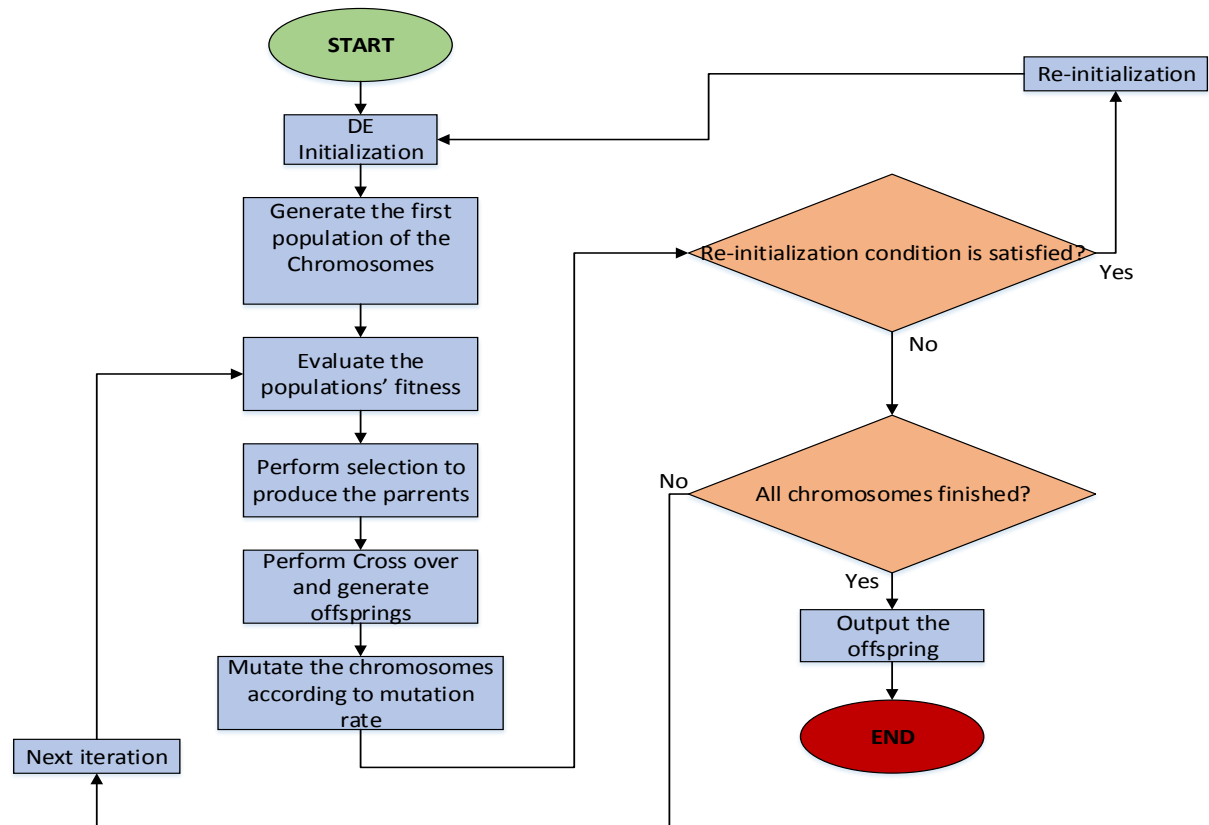 START
Re-initialization
DE
Initialization
Generate the first
population of the
Chromosomes
Re-initialization condition is satisfied?
Yes
No
Evaluate the
populations’ fitness
Perform selection to
produce the parrents
No
All chromosomes finished?
Perform Cross over
and generate
offsprings
Yes
Output the
offspring
Mutate the chromosomes
according to mutation
rate
Next iteration
END